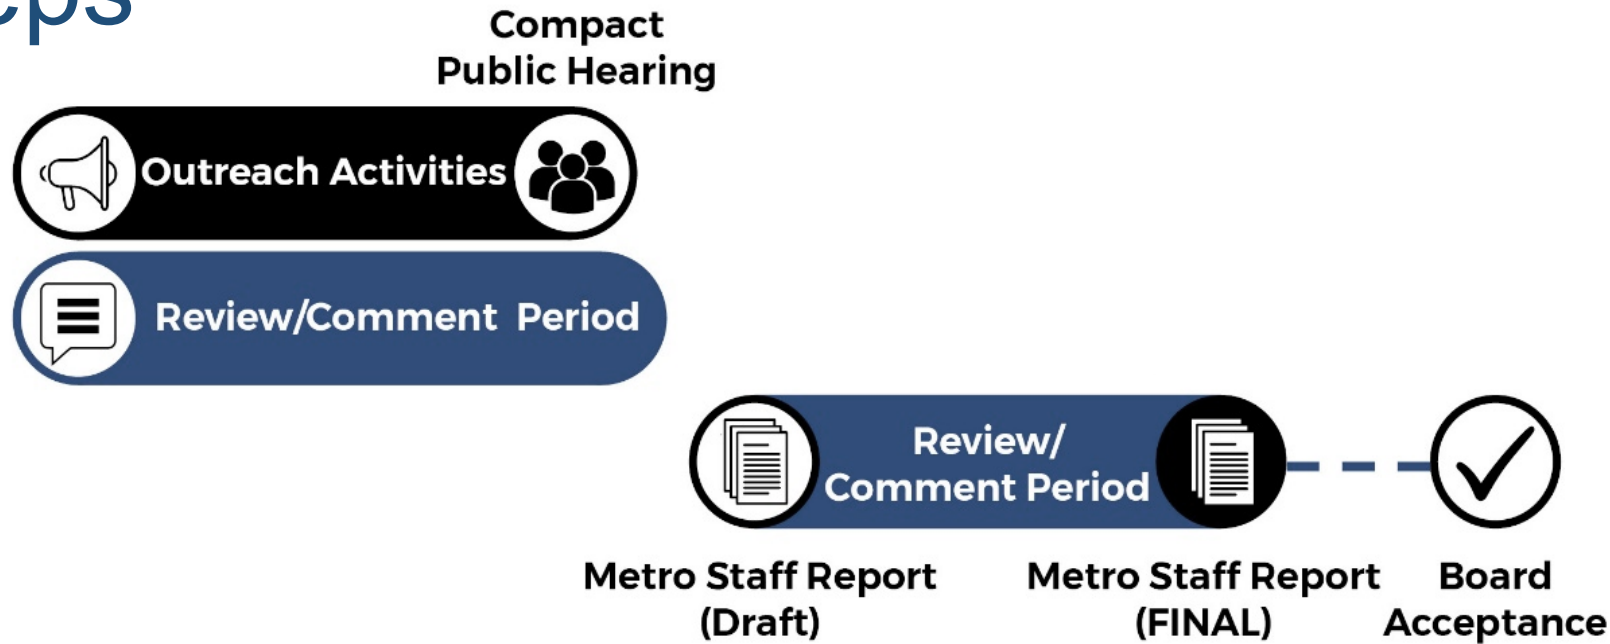 Compact
Public Hearing
Outreach Activities
Review/Comment Period
Review/
Comment Period
Metro Staff Report
(Draft)
Metro Staff Report
(FINAL)
Board
Acceptance